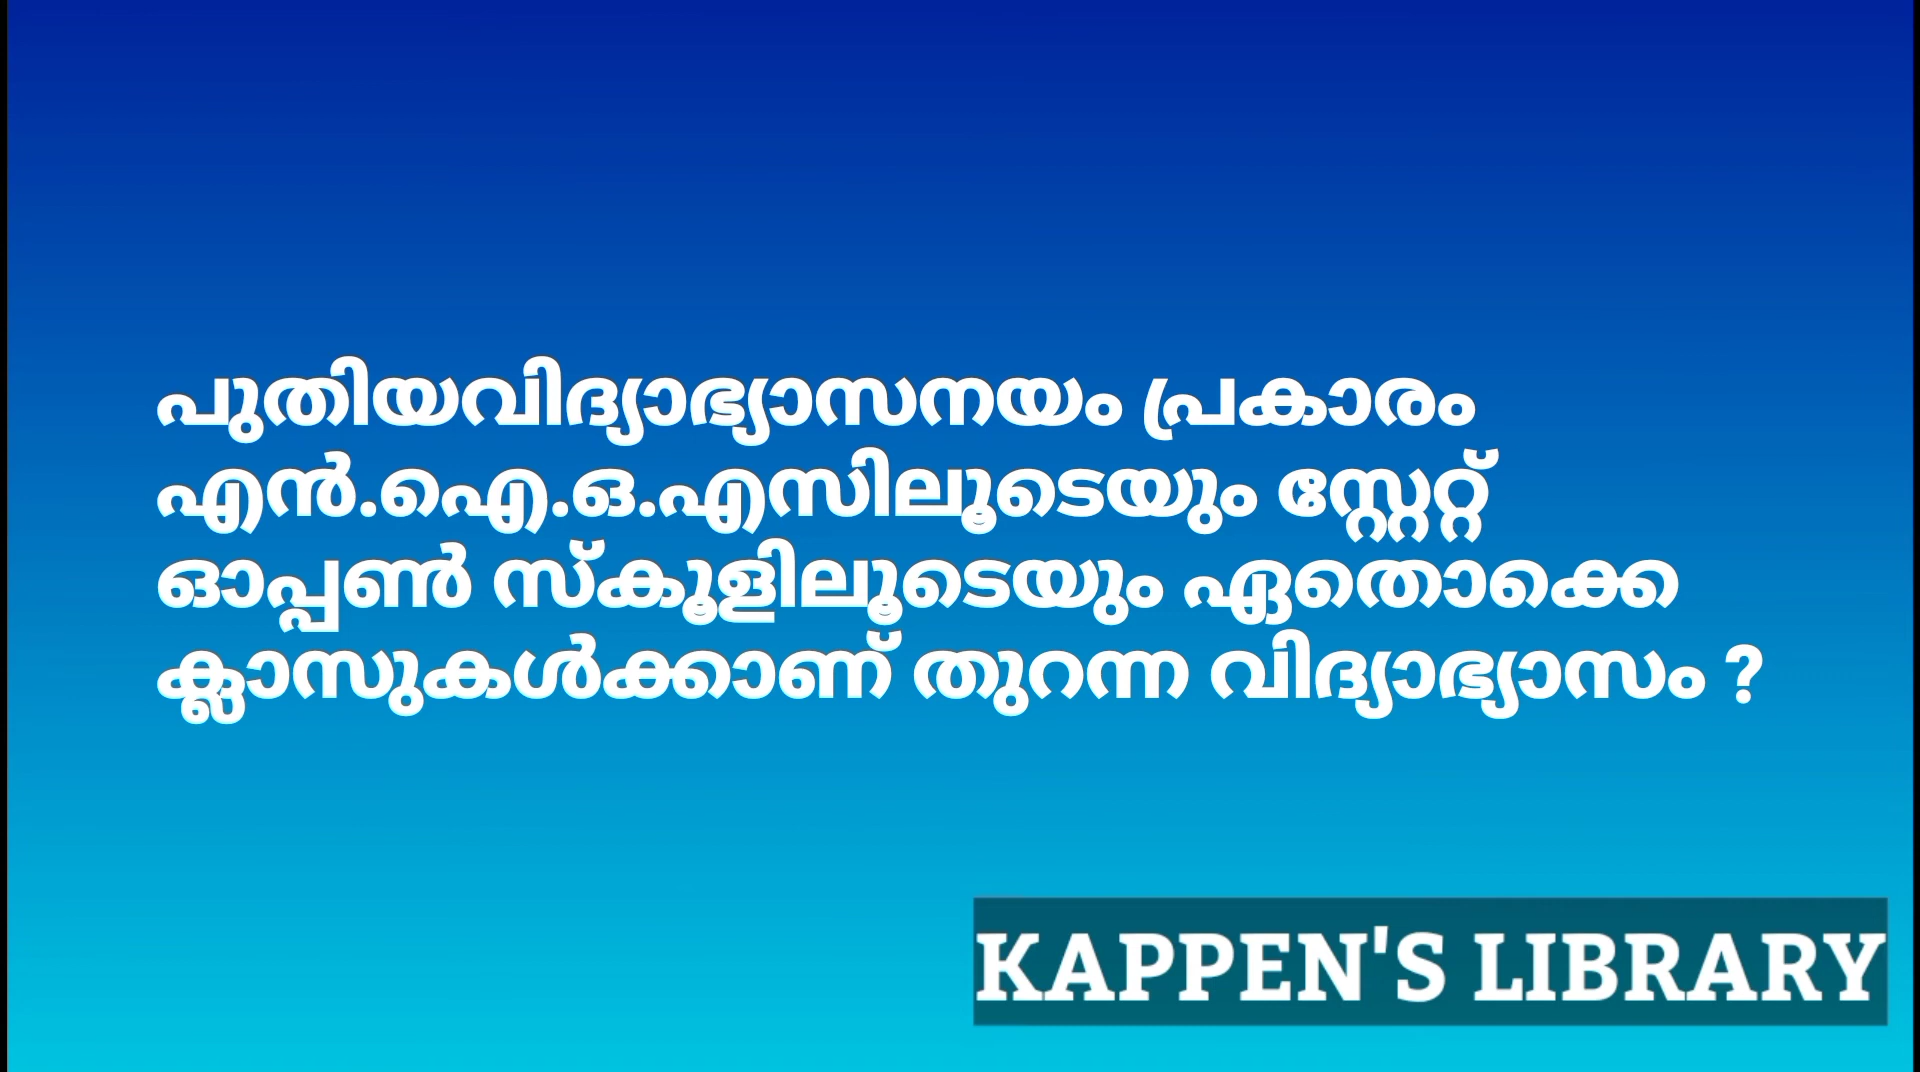 പുതിയവിദ്യാഭ്യാസനയം പ്രകാരം
എൻ.ഐ.ഒ.എസിലൂടെയും സ്റ്റേറ്റ്
ഓപ്പൺ സ്കൂളിലൂടെയും ഏതൊക്കെ
ക്ലാസുകൾക്കാണ് തുറന്ന വിദ്യാഭ്യാസം ?
KAPPEN'S LIBRARY